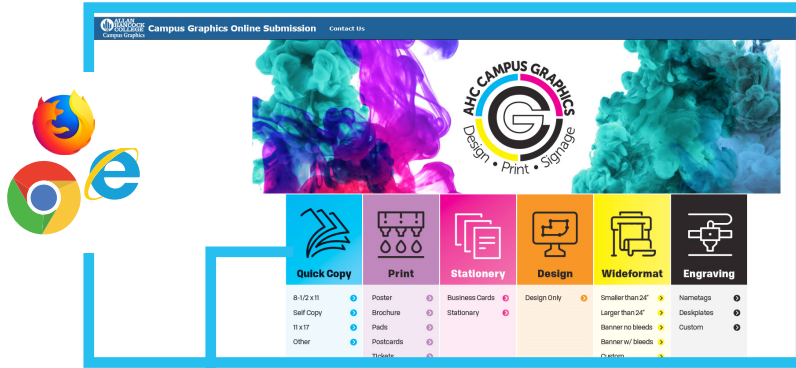 ALLAN
HANCOCK
COLLEGE
Campus Graphics
Campus Graphics Online Submission
Contact Us
AHC CAMPUS GRAPHICS
Design • Print • Signage
Quick Copy
8-1/2 x 11
Self Copy
11 x 17
Other
Print
Poster
Brochure
Pads
Postcards
Tickets
Stationery
Business Cards
Stationary
Design
Design Only
Wideformat
Smaller than 24"
Larger than 24"
Banner no bleeds
Banner w/ bleeds
Custom
Engraving
Nametags
Deskplates
Custom